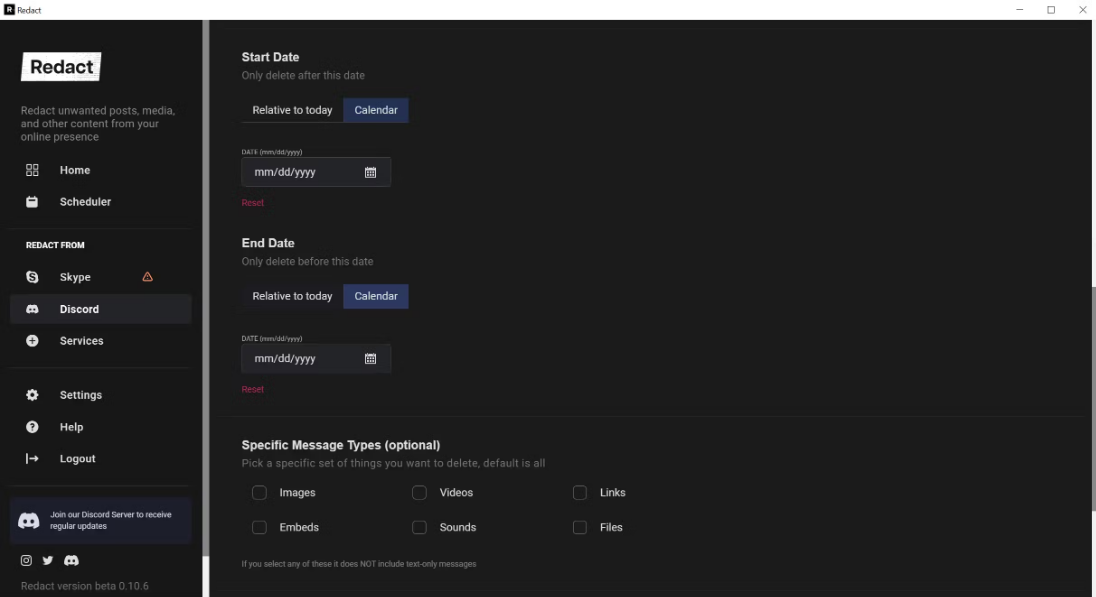 Redact
Redact
Redact unwanted posts, media,
and other content from your
online presence
Home
Scheduler
REDACT FROM
Skype
Discord
Services
Settings
Help
Logout
Join our Discord Server to receive
regular updates
Redact version beta 0.10.6
Start Date
Only delete after this date
Relative to today Calendar
DATE (mm/dd/yyyy)
mm/dd/yyyy
Reset
End Date
Only delete before this date
Relative to today Calendar
DATE (mm/dd/yyyy)
mm/dd/yyyy
Reset
Specific Message Types (optional)
Pick a specific set of things you want to delete, default is all
Images Videos Links
Embeds Sounds Files
If you select any of these it does NOT include text-only messages